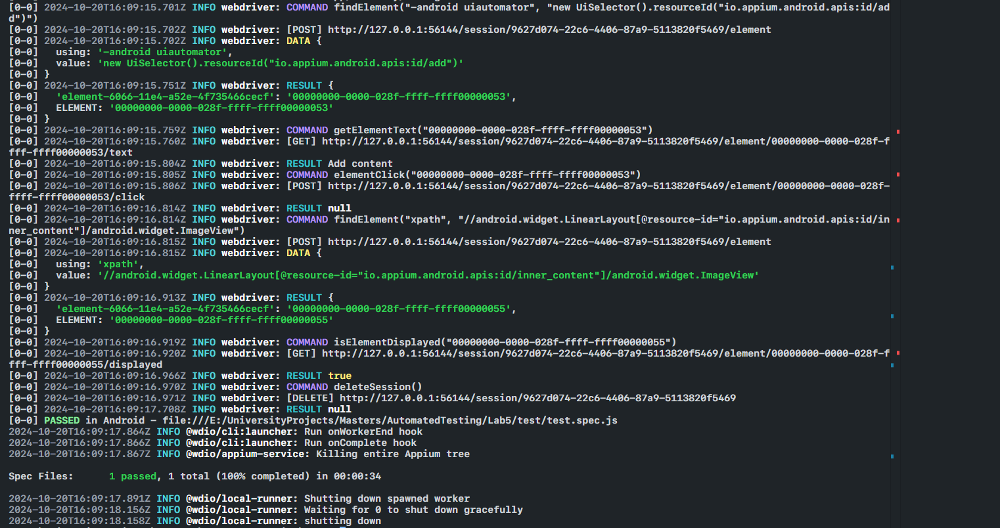 [0-0] 2024-10-20T16:09:15.701Z INFO webdriver: COMMAND findElement("-android uiautomator", "new UiSelector().resourceId("io.appium.android.apis:id/ad
d")")
[0-0] 2024-10-20T16:09:15.702Z INFO webdriver: [POST] http://127.0.0.1:56144/session/9627d074-22c6-4406-87a9-5113820f5469/element
[0-0] 2024-10-20T16:09:15.702Z INFO webdriver: DATA {
[0-0]   using: '-android uiautomator',
[0-0]   value: 'new UiSelector().resourceId("io.appium.android.apis:id/add")'
[0-0] }
[0-0] 2024-10-20T16:09:15.751Z INFO webdriver: RESULT {
[0-0]   'element-6066-11e4-a52e-4f735466cecf': '00000000-0000-028f-ffff-ffff00000053',
[0-0]   ELEMENT: '00000000-0000-028f-ffff-ffff00000053'
[0-0] }
[0-0] 2024-10-20T16:09:15.759Z INFO webdriver: COMMAND getElementText("00000000-0000-028f-ffff-ffff00000053")
[0-0] 2024-10-20T16:09:15.760Z INFO webdriver: [GET] http://127.0.0.1:56144/session/9627d074-22c6-4406-87a9-5113820f5469/element/00000000-0000-028f-f
fff-ffff00000053/text
[0-0] 2024-10-20T16:09:15.804Z INFO webdriver: RESULT Add content
[0-0] 2024-10-20T16:09:15.805Z INFO webdriver: COMMAND elementClick("00000000-0000-028f-ffff-ffff00000053")
[0-0] 2024-10-20T16:09:15.806Z INFO webdriver: [POST] http://127.0.0.1:56144/session/9627d074-22c6-4406-87a9-5113820f5469/element/00000000-0000-028f-
ffff-ffff00000053/click
[0-0] 2024-10-20T16:09:16.814Z INFO webdriver: RESULT null
[0-0] 2024-10-20T16:09:16.814Z INFO webdriver: COMMAND findElement("xpath", "//android.widget.LinearLayout[@resource-id="io.appium.android.apis:id/in
ner_content"]/android.widget.ImageView")
[0-0] 2024-10-20T16:09:16.815Z INFO webdriver: [POST] http://127.0.0.1:56144/session/9627d074-22c6-4406-87a9-5113820f5469/element
[0-0] 2024-10-20T16:09:16.815Z INFO webdriver: DATA {
[0-0]   using: 'xpath',
[0-0]   value: '//android.widget.LinearLayout[@resource-id="io.appium.android.apis:id/inner_content"]/android.widget.ImageView'
[0-0] }
[0-0] 2024-10-20T16:09:16.913Z INFO webdriver: RESULT {
[0-0]   'element-6066-11e4-a52e-4f735466cecf': '00000000-0000-028f-ffff-ffff00000055',
[0-0]   ELEMENT: '00000000-0000-028f-ffff-ffff00000055'
[0-0] }
[0-0] 2024-10-20T16:09:16.919Z INFO webdriver: COMMAND isElementDisplayed("00000000-0000-028f-ffff-ffff00000055")
[0-0] 2024-10-20T16:09:16.920Z INFO webdriver: [GET] http://127.0.0.1:56144/session/9627d074-22c6-4406-87a9-5113820f5469/element/00000000-0000-028f-f
fff-ffff00000055/displayed
[0-0] 2024-10-20T16:09:16.966Z INFO webdriver: RESULT true
[0-0] 2024-10-20T16:09:16.970Z INFO webdriver: COMMAND deleteSession()
[0-0] 2024-10-20T16:09:16.971Z INFO webdriver: [DELETE] http://127.0.0.1:56144/session/9627d074-22c6-4406-87a9-5113820f5469
[0-0] 2024-10-20T16:09:17.708Z INFO webdriver: RESULT null
[0-0] PASSED in Android - file:///E:/UniversityProjects/Masters/AutomatedTesting/Lab5/test/test.spec.js
2024-10-20T16:09:17.864Z INFO @wdio/cli:launcher: Run onWorkerEnd hook
2024-10-20T16:09:17.866Z INFO @wdio/cli:launcher: Run onComplete hook
2024-10-20T16:09:17.867Z INFO @wdio/appium-service: Killing entire Appium tree
Spec Files:      1 passed, 1 total (100% completed) in 00:00:34
2024-10-20T16:09:17.891Z INFO @wdio/local-runner: Shutting down spawned worker
2024-10-20T16:09:18.156Z INFO @wdio/local-runner: Waiting for 0 to shut down gracefully
2024-10-20T16:09:18.158Z INFO @wdio/local-runner: shutting down